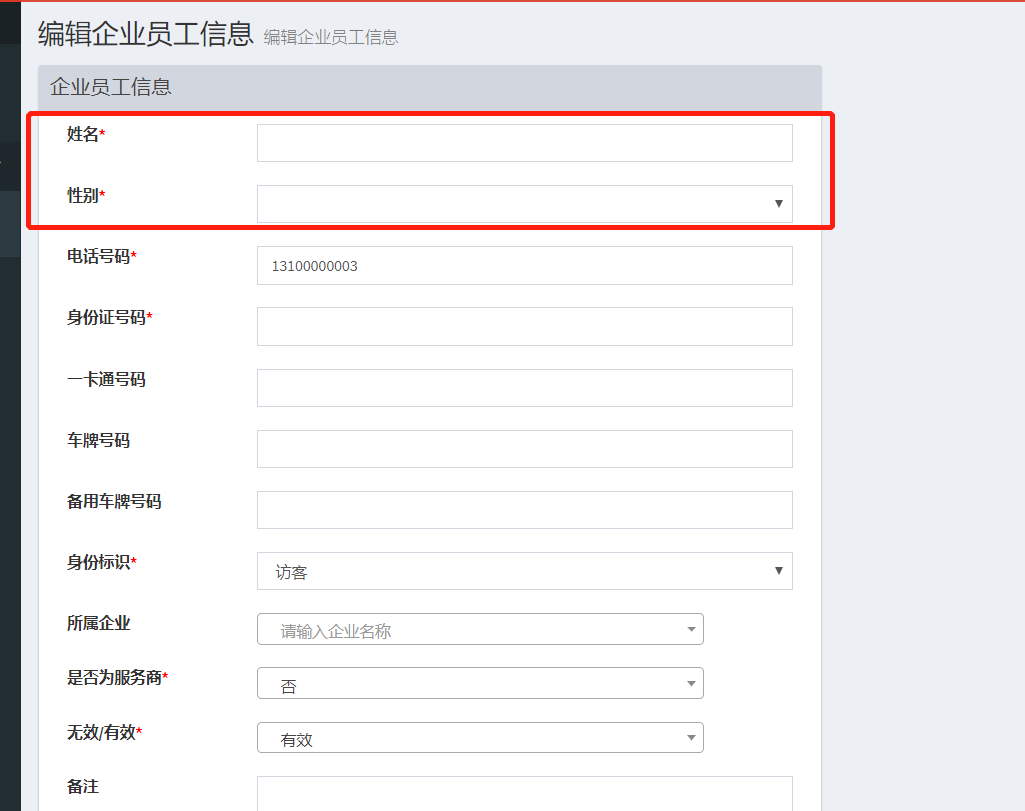 编辑企业员工信息 编辑企业员工信息
企业员工信息
姓名*
性别*
电话号码* 13100000003
身份证号码*
一卡通号码
车牌号码
备用车牌号码
身份标识* 访客
所属企业 请输入企业名称
是否为服务商* 否
无效/有效* 有效
备注